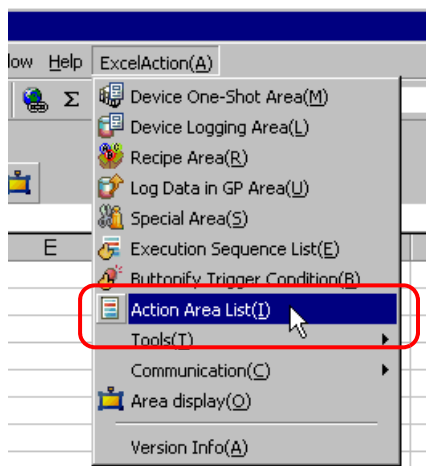 low Help ExcelAction(A)
Σ
Device One-Shot Area(M)
Device Logging Area(L)
Recipe Area(R)
Log Data in GP Area(U)
Special Area(S)
E
Execution Sequence List(E)
Buttonify Trigger Condition(B)
Action Area List(I)
Tools(T)
Communication(C)
Area display(O)
Version Info(A)